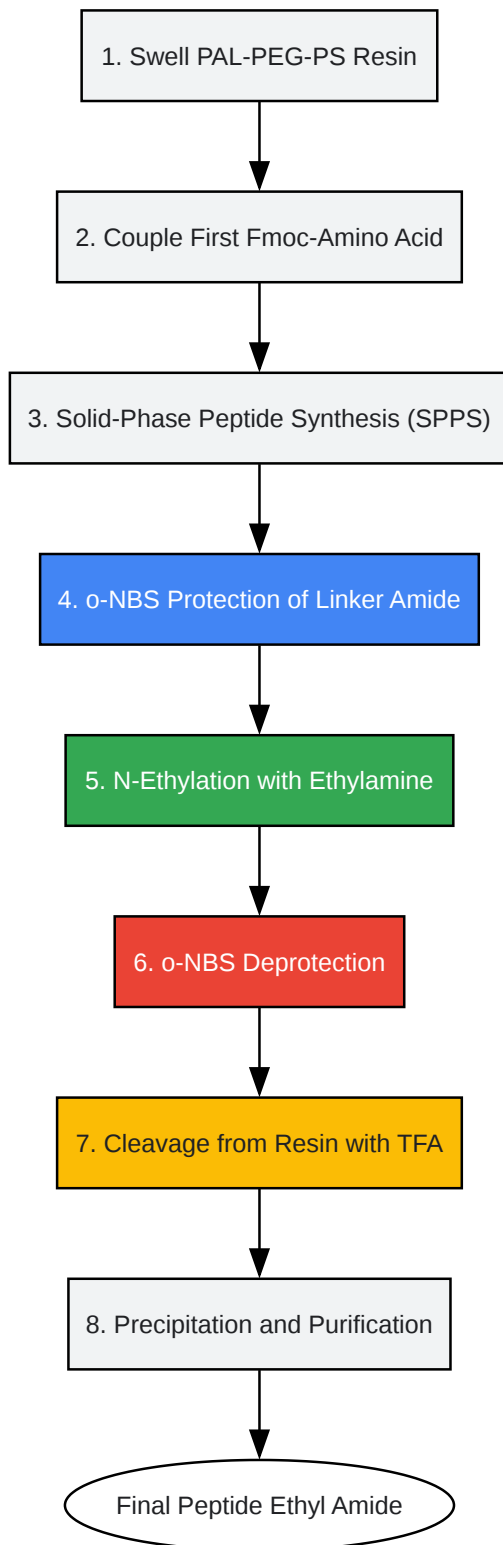 1. Swell PAL-PEG-PS Resin
2. Couple First Fmoc-Amino Acid
3. Solid-Phase Peptide Synthesis (SPPS)
4. o-NBS Protection of Linker Amide
5. N-Ethylation with Ethylamine
6. o-NBS Deprotection
7. Cleavage from Resin with TFA
8. Precipitation and Purification
Final Peptide Ethyl Amide